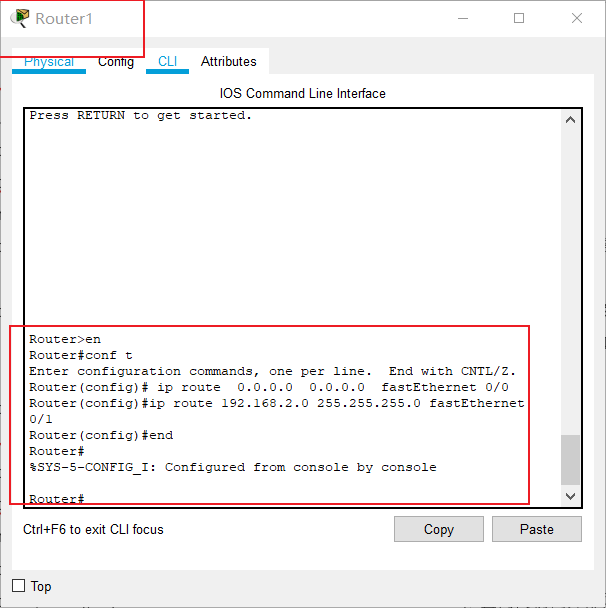 Router1
Physical Config CLI Attributes
IOS Command Line Interface
Press RETURN to get started.
Router>en
Router#conf t
Enter configuration commands, one per line.  End with CNTL/Z.
Router(config)# ip route  0.0.0.0  0.0.0.0  fastEthernet 0/0
Router(config)#ip route 192.168.2.0 255.255.255.0 fastEthernet
0/1
Router(config)#end
Router#
%SYS-5-CONFIG_I: Configured from console by console
Router#
Ctrl+F6 to exit CLI focus Copy Paste
Top